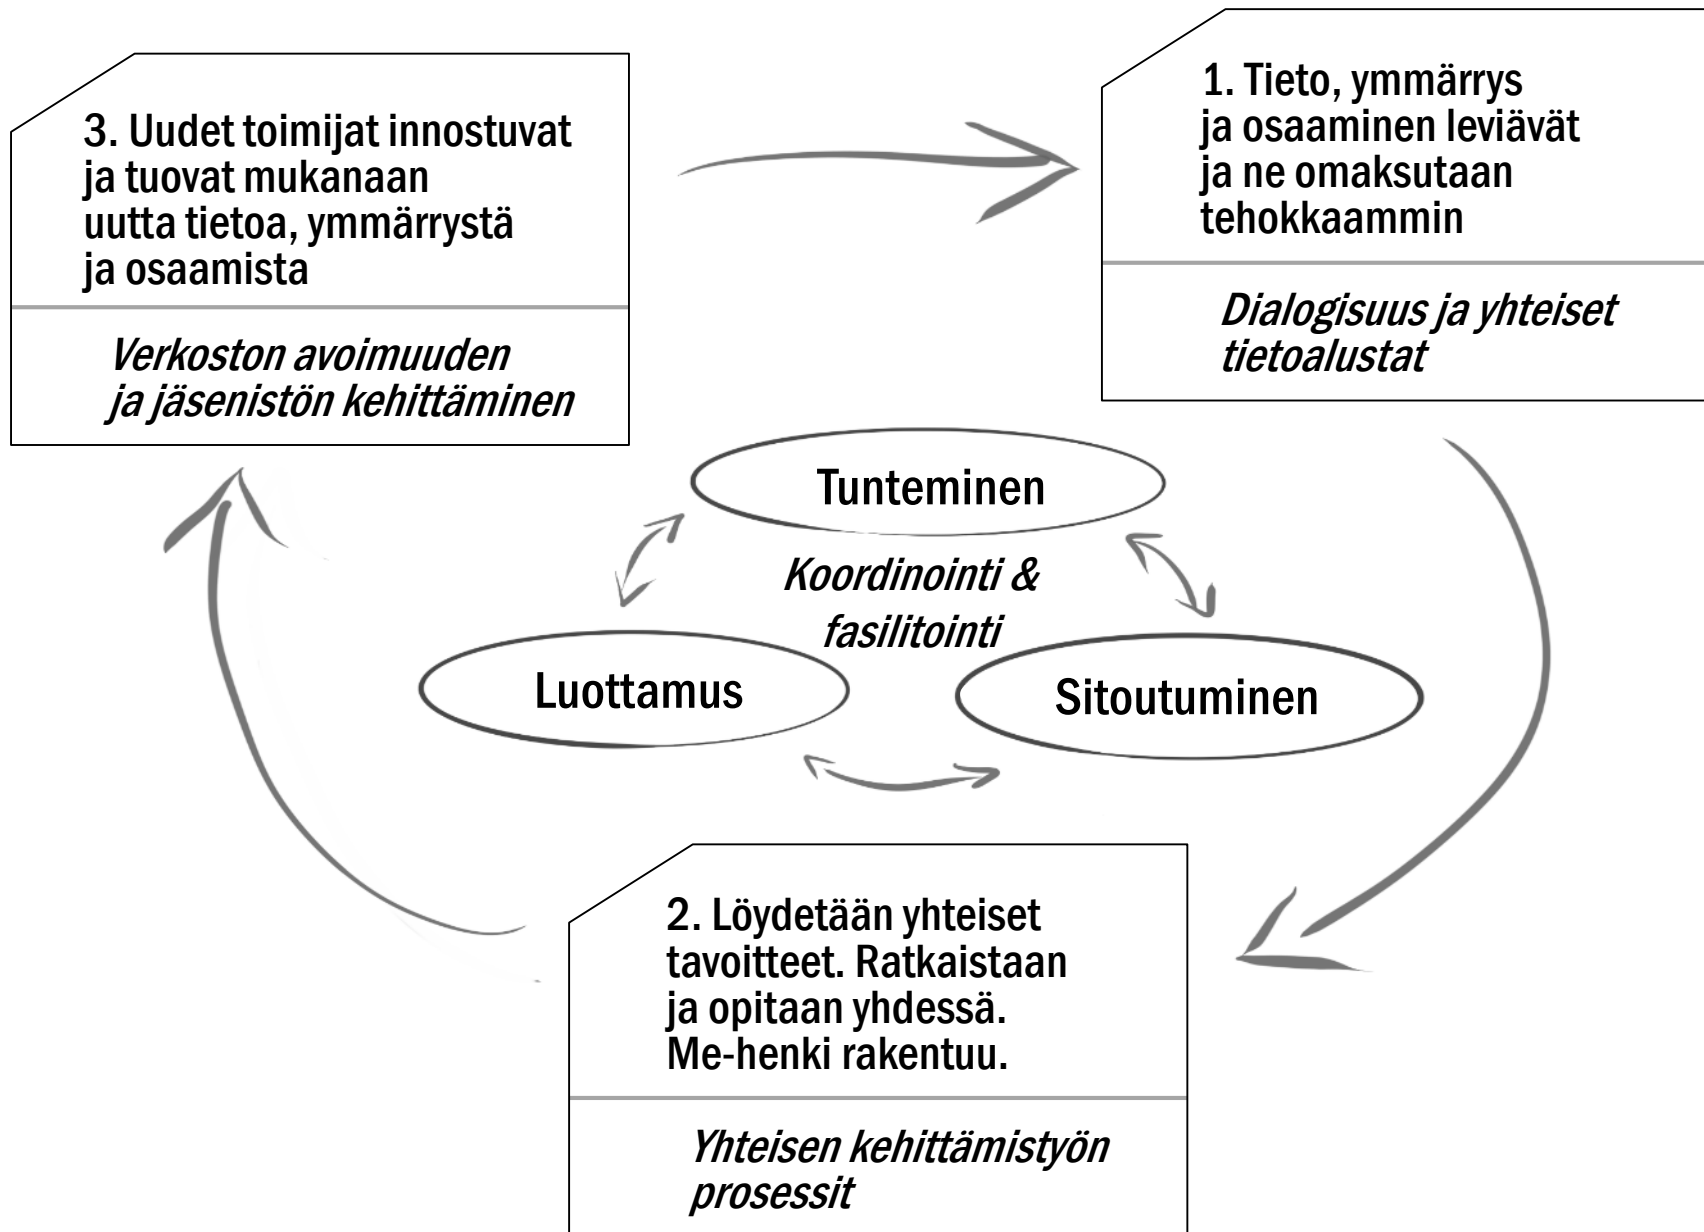 3. Uudet toimijat innostuvat
ja tuovat mukanaan
uutta tietoa, ymmärrystä
ja osaamista
Verkoston avoimuuden
ja jäsenistön kehittäminen
1. Tieto, ymmärrys
ja osaaminen leviävät
ja ne omaksutaan
tehokkaammin
Dialogisuus ja yhteiset
tietoalustat
Tunteminen
Koordinointi &
fasilitointi
Luottamus
Sitoutuminen
2. Löydetään yhteiset
tavoitteet. Ratkaistaan
ja opitaan yhdessä.
Me-henki rakentuu.
Yhteisen kehittämistyön
prosessit